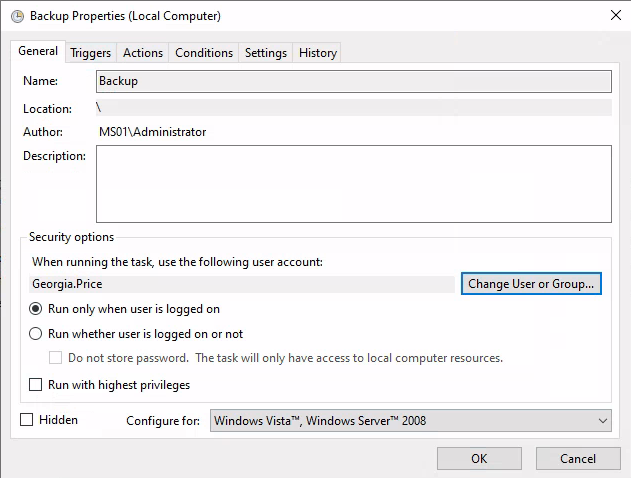 Backup Properties (Local Computer)
General Triggers Actions Conditions Settings History
Name: Backup
Location: \
Author: MS01\Administrator
Description:
Security options
When running the task, use the following user account:
Georgia.Price Change User or Group...
Run only when user is logged on
Run whether user is logged on or not
Do not store password. The task will only have access to local computer resources.
Run with highest privileges
Hidden Configure for: Windows Vista™, Windows Server™ 2008
OK Cancel